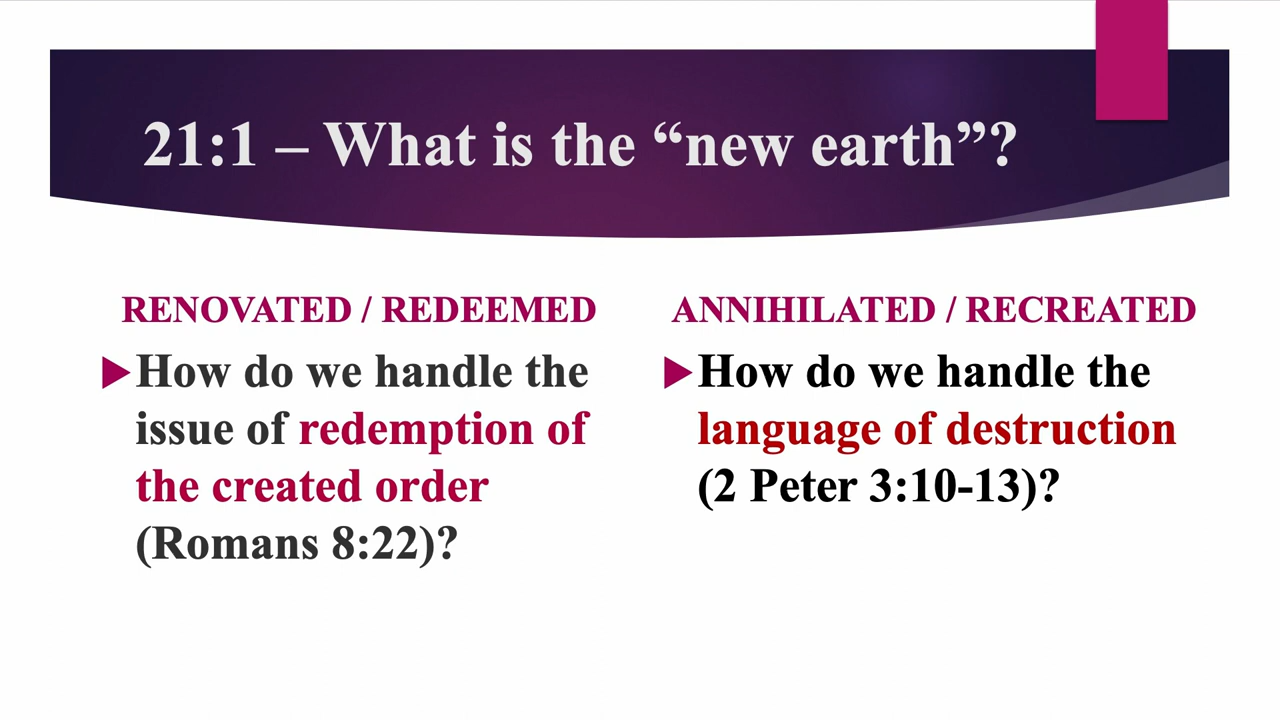 21:1 – What is the “new earth”?
RENOVATED / REDEEMED
How do we handle the
issue of redemption of
the created order
(Romans 8:22)?
ANNIHILATED / RECREATED
How do we handle the
language of destruction
(2 Peter 3:10-13)?